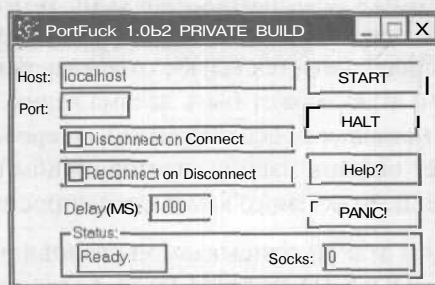 PortFuck 1.0b2 PRIVATE BUILD
Host: localhost
START
Port: 1
HALT
Disconnect on Connect
Reconnect on Disconnect
Help?
Delay(MS): 1000
PANIC!
Status:
Ready.
Socks: 0